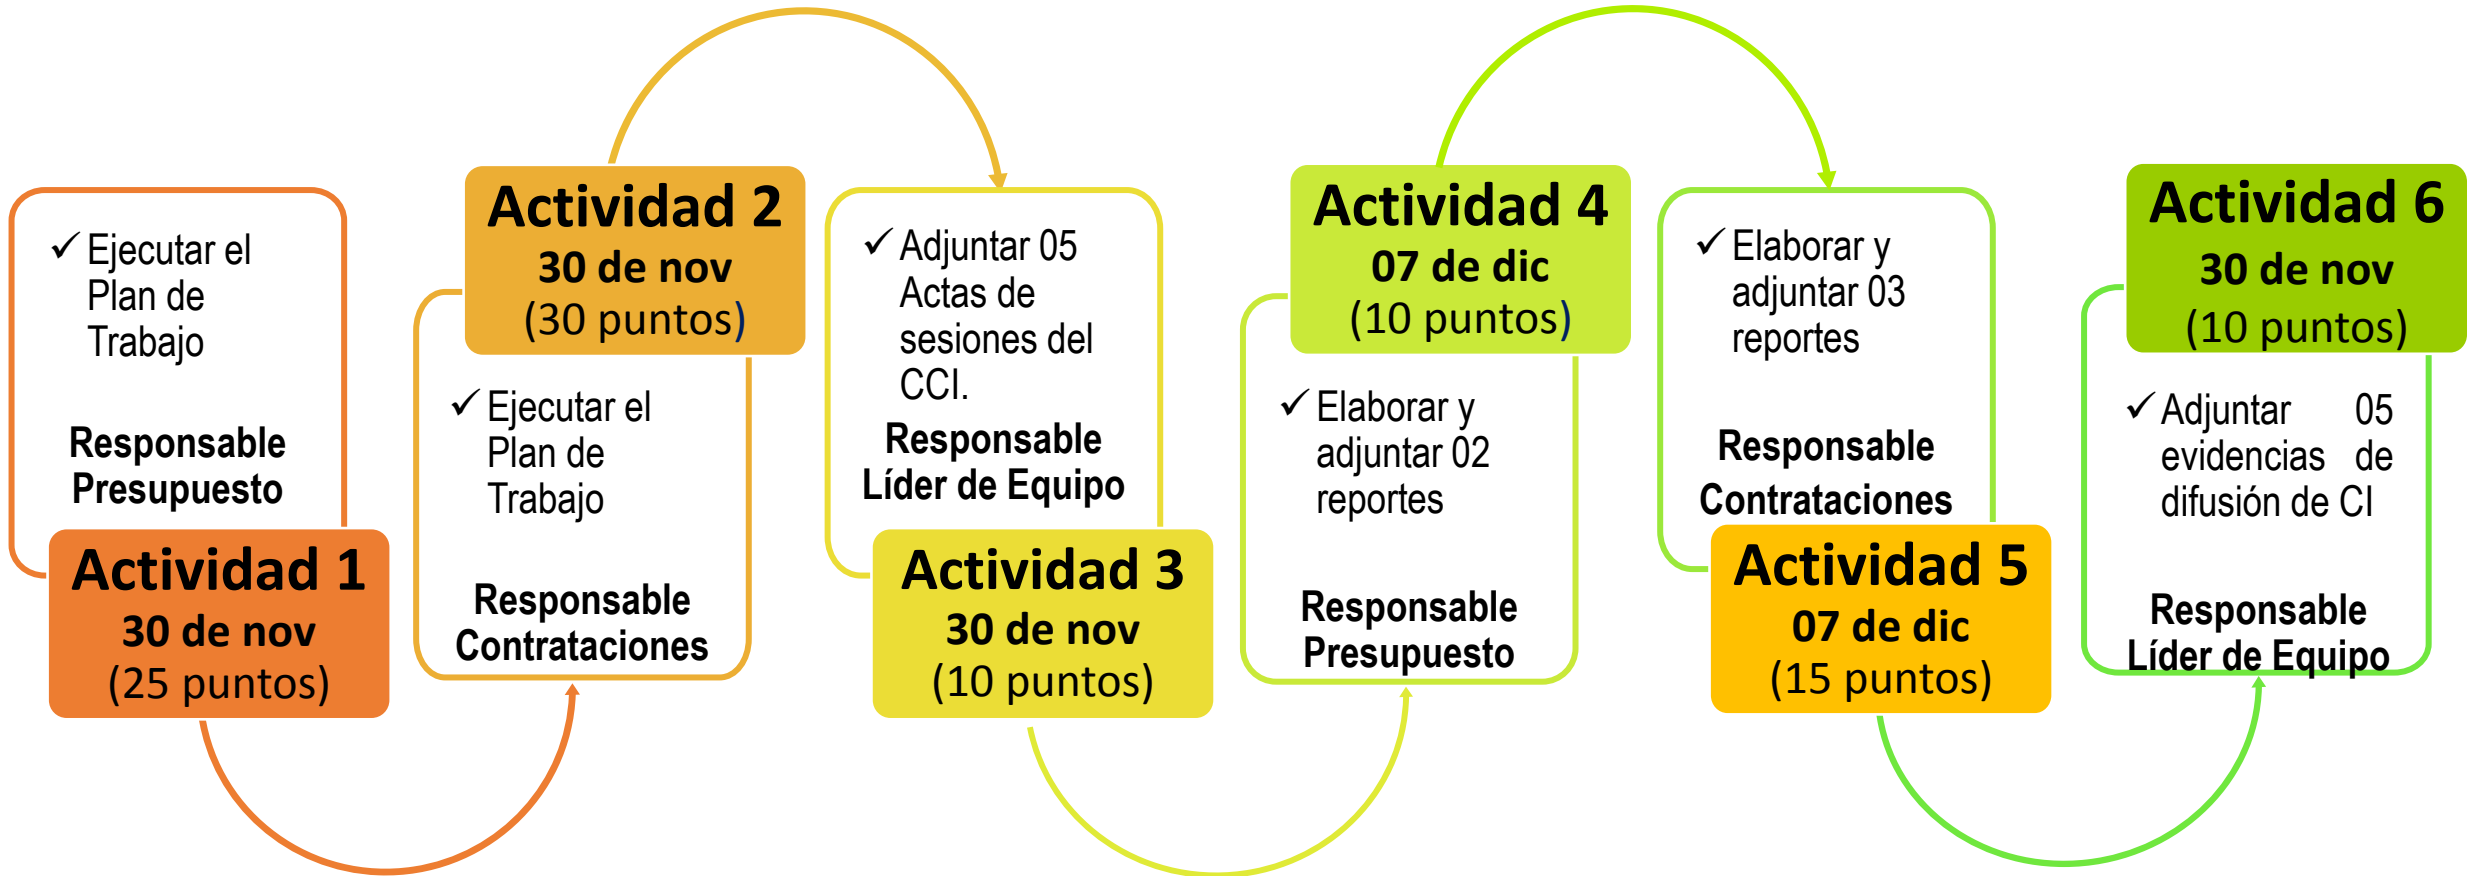 ✓ Ejecutar el
Plan de
Trabajo
Responsable
Presupuesto
Actividad 1
30 de nov
(25 puntos)
Actividad 2
30 de nov
(30 puntos)
✓ Ejecutar el
Plan de
Trabajo
Responsable
Contrataciones
✓ Adjuntar 05
Actas de
sesiones del
CCI.
Responsable
Líder de Equipo
Actividad 3
30 de nov
(10 puntos)
Actividad 4
07 de dic
(10 puntos)
✓ Elaborar y
adjuntar 02
reportes
Responsable
Presupuesto
✓ Elaborar y
adjuntar 03
reportes
Responsable
Contrataciones
Actividad 5
07 de dic
(15 puntos)
Actividad 6
30 de nov
(10 puntos)
✓ Adjuntar 05
evidencias de
difusión de CI
Responsable
Líder de Equipo